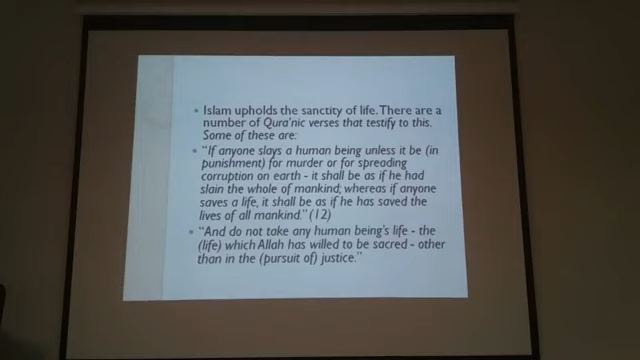 • Islam upholds the sanctity of life. There are a
number of Qura'nic verses that testify to this.
Some of these are:
• "If anyone slays a human being unless it be (in
punishment) for murder or for spreading
corruption on earth - it shall be as if he had
slain the whole of mankind; whereas if anyone
saves a life, it shall be as if he has saved the
lives of all mankind." (12)
• "And do not take any human being's life - the
(life) which Allah has willed to be sacred - other
than in the (pursuit of) justice."